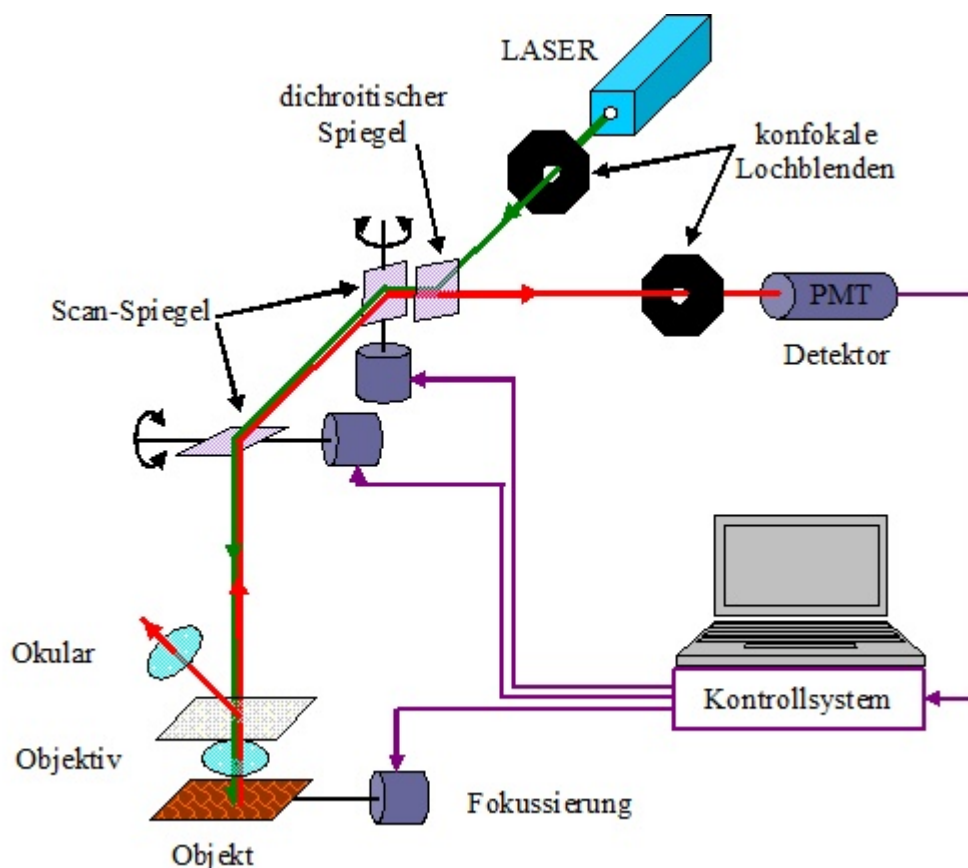 LASER
dichroitischer
Spiegel
konfokale
Lochblenden
Scan-Spiegel
PMT
Detektor
Okular
Kontrollsystem
Objektiv
Fokussierung
Objekt